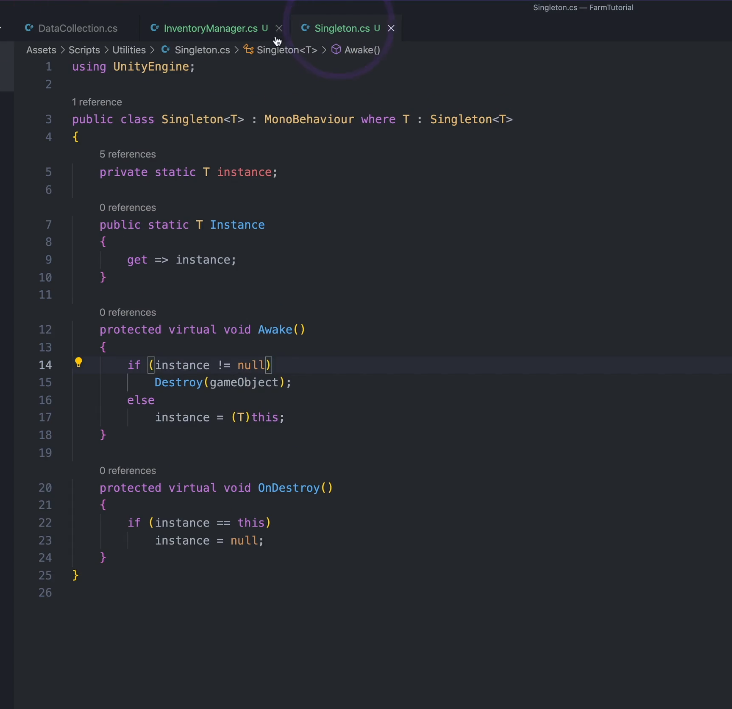 Singleton.cs — FarmTutorial
DataCollection.cs InventoryManager.cs U Singleton.cs U
Assets > Scripts > Utilities > Singleton.cs > Singleton<T> > Awake()
1 using UnityEngine;
2
1 reference
3 public class Singleton<T> : MonoBehaviour where T : Singleton<T>
4 {
5 references
5 private static T instance;
6
0 references
7 public static T Instance
8 {
9 get => instance;
10 }
11
0 references
12 protected virtual void Awake()
13 {
14 if (instance != null)
15 Destroy(gameObject);
16 else
17 instance = (T)this;
18 }
19
0 references
20 protected virtual void OnDestroy()
21 {
22 if (instance == this)
23 instance = null;
24 }
25 }
26